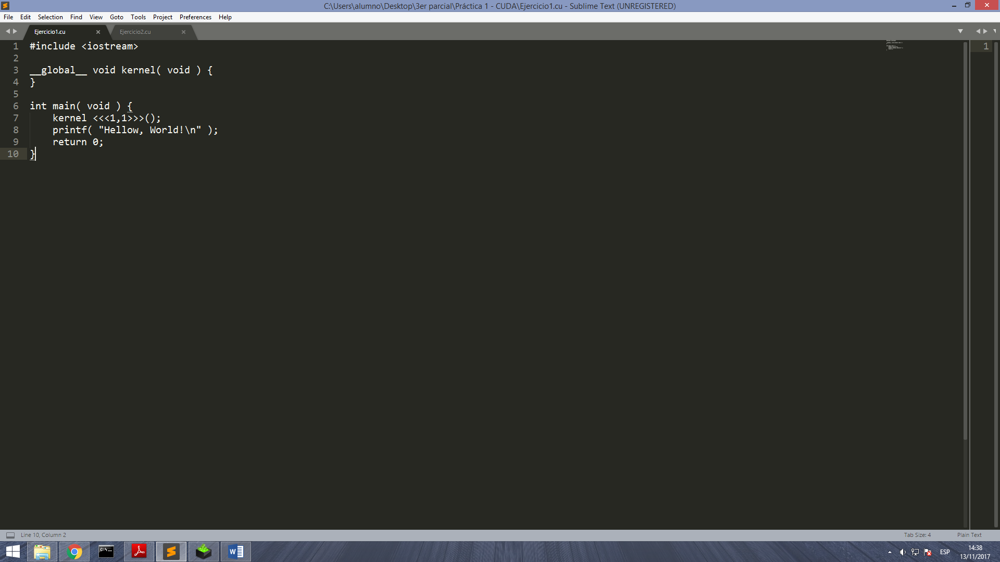 C:\Users\alumno\Desktop\3er parcial\Práctica 1 - CUDA\Ejercicio1.cu - Sublime Text (UNREGISTERED)
File Edit Selection Find View Goto Tools Project Preferences Help
Ejercicio1.cu Ejercicio2.cu
1 #include <iostream> 1
2
3 __global__ void kernel( void ) {
4 }
5
6 int main( void ) {
7 kernel <<<1,1>>>();
8 printf( "Hellow, World!\n" );
9 return 0;
10 }
Line 10, Column 2 Tab Size: 4 Plain Text
ESP 14:38
13/11/2017